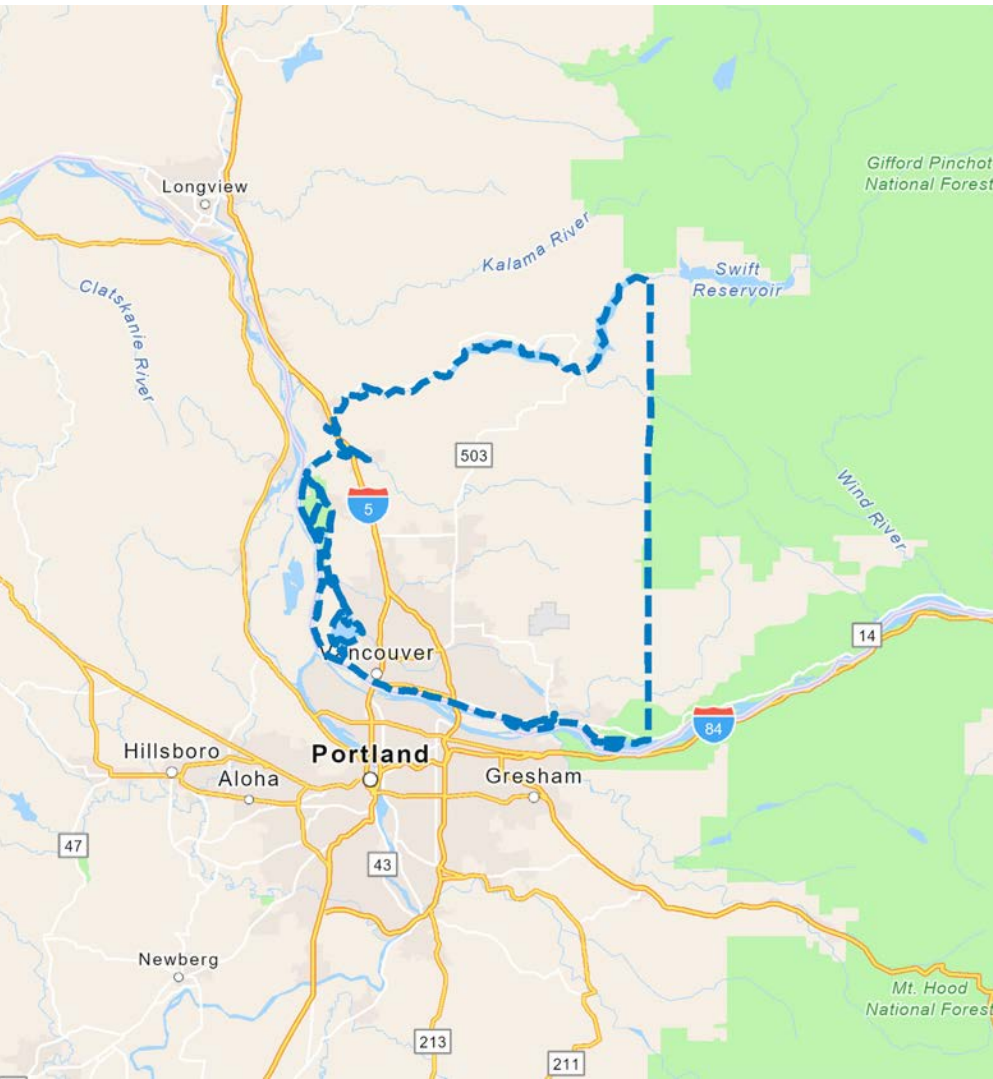 Gifford Pinchot
National Forest
Longview
Kalama River
Swift
Reservoir
Clatskanie River
503
5
Wind River
14
Vancouver
84
Hillsboro
Portland
Aloha
Gresham
47
43
Newberg
Mt. Hood
National Forest
213
211